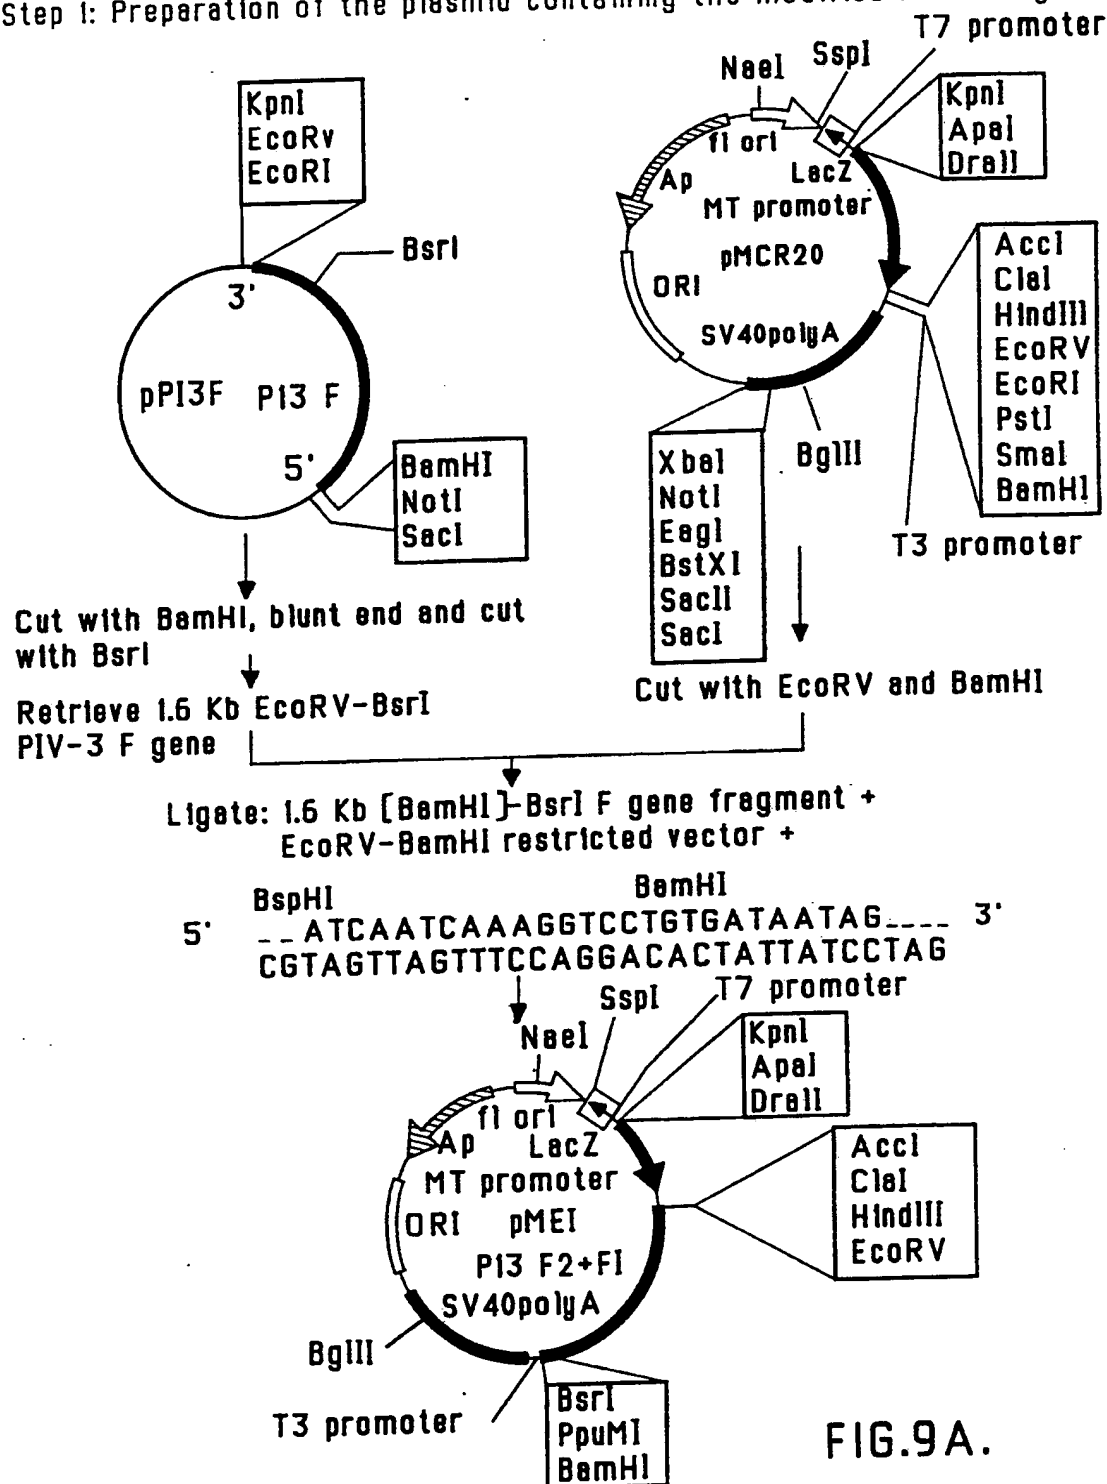 Step 1: Preparation of the plasmid containing the
T7 promoter
SspI
NaeI
KpnI
EcoRv
EcoRI
KpnI
ApaI
DraII
f1 ori
LacZ
Ap
MT promoter
pMCR20
ORI
SV40polyA
BsrI
3'
pPI3F PI3 F
5'
BamHI
NotI
SacI
AccI
ClaI
HindIII
EcoRV
EcoRI
PstI
SmaI
BamHI
XbaI
NotI
EagI
BstXI
SacII
SacI
BglII
T3 promoter
Cut with BamHI, blunt end and cut
with BsrI
Retrieve 1.6 Kb EcoRV-BsrI
PIV-3 F gene
Cut with EcoRV and BamHI
Ligate: 1.6 Kb [BamHI]-BsrI F gene fragment +
EcoRV-BamHI restricted vector +
BspHI BamHI
5' --ATCAATCAAAGGTCCTGTGATAATAG---- 3'
CGTAGTTAGTTTCCAGGACACTATTATCCTAG
SspI
T7 promoter
NaeI
KpnI
ApaI
DraII
f1 ori
Ap
LacZ
MT promoter
ORI pMEI
PI3 F2+FI
SV40polyA
AccI
ClaI
HindIII
EcoRV
BglII
T3 promoter
BsrI
PpuMI
BamHI
FIG.9A.